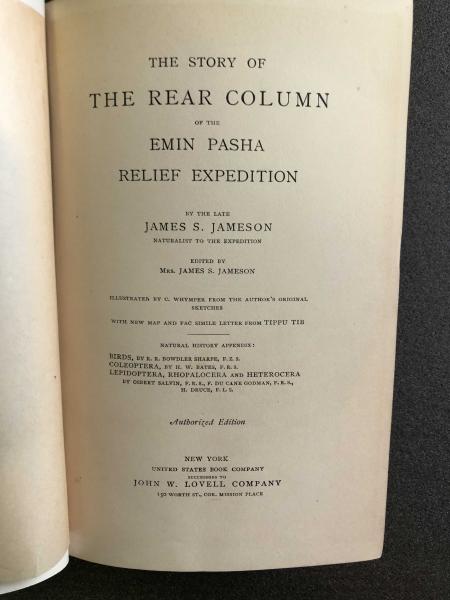 THE STORY OF
THE REAR COLUMN
OF THE
EMIN PASHA
RELIEF EXPEDITION
BY THE LATE
JAMES S. JAMESON
NATURALIST TO THE EXPEDITION
EDITED BY
MRS. JAMES S. JAMESON
ILLUSTRATED BY C. WHYMPER FROM THE AUTHOR'S ORIGINAL
SKETCHES
WITH NEW MAP AND FAC SIMILE LETTER FROM TIPPU TIB
NATURAL HISTORY APPENDIX:
BIRDS, BY R. B. BOWDLER SHARPE, F. Z. S.
COLEOPTERA, BY H. W. BATES, F. R. S.
LEPIDOPTERA, RHOPALOCERA AND HETEROCERA
BY OSBERT SALVIN, F. R. S., F. DU CANE GODMAN, F. R. S.,
H. DRUCE, F. L. S.
Authorized Edition
NEW YORK
UNITED STATES BOOK COMPANY
SUCCESSORS TO
JOHN W. LOVELL COMPANY
150 WORTH ST., COR. MISSION PLACE